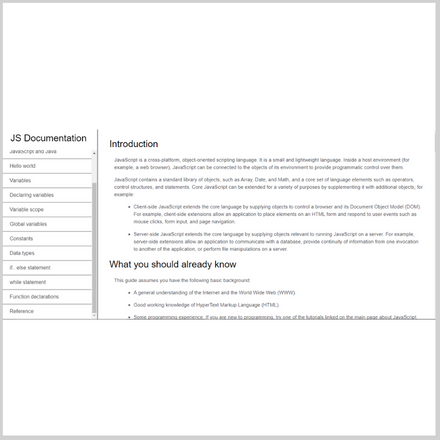 JS Documentation
JavaScript and Java
Hello world
Variables
Declaring variables
Variable scope
Global variables
Constants
Data types
if...else statement
while statement
Function declarations
Reference
Introduction
JavaScript is a cross-platform, object-oriented scripting language. It is a small and lightweight language. Inside a host environment (for
example, a web browser), JavaScript can be connected to the objects of its environment to provide programmatic control over them.
JavaScript contains a standard library of objects, such as Array, Date, and Math, and a core set of language elements such as operators,
control structures, and statements. Core JavaScript can be extended for a variety of purposes by supplementing it with additional objects; for
example:
Client-side JavaScript extends the core language by supplying objects to control a browser and its Document Object Model (DOM).
For example, client-side extensions allow an application to place elements on an HTML form and respond to user events such as
mouse clicks, form input, and page navigation.
Server-side JavaScript extends the core language by supplying objects relevant to running JavaScript on a server. For example,
server-side extensions allow an application to communicate with a database, provide continuity of information from one invocation
to another of the application, or perform file manipulations on a server.
What you should already know
This guide assumes you have the following basic background:
A general understanding of the Internet and the World Wide Web (WWW).
Good working knowledge of HyperText Markup Language (HTML).
Some programming experience. If you are new to programming, try one of the tutorials linked on the main page about JavaScript.